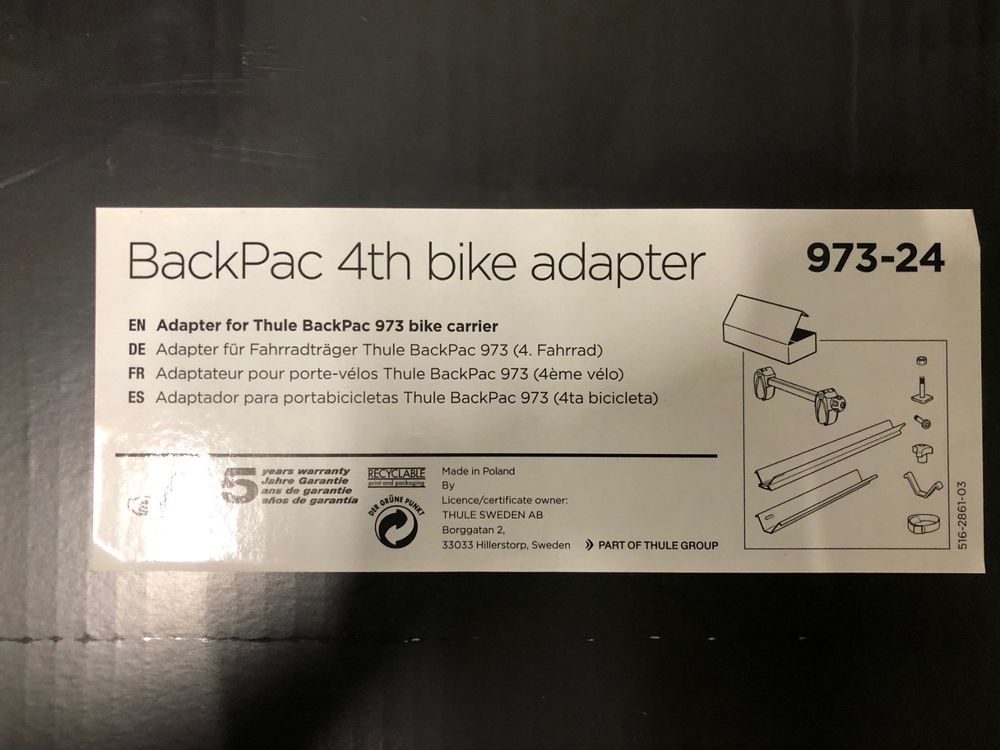 BackPac 4th bike adapter
973-24
EN Adapter for Thule BackPac 973 bike carrier
DE Adapter für Fahrradträger Thule BackPac 973 (4. Fahrrad)
FR Adaptateur pour porte-vélos Thule BackPac 973 (4ème vélo)
ES Adaptador para portabicicletas Thule BackPac 973 (4ta bicicleta)
5
years warranty
Jahre Garantie
ans de garantie
años de garantía
RECYCLABLE
print and packaging
DER GRÜNE PUNKT
Made in Poland
By
Licence/certificate owner:
THULE SWEDEN AB
Borggatan 2,
33033 Hillerstorp, Sweden
PART OF THULE GROUP
516-2861-03